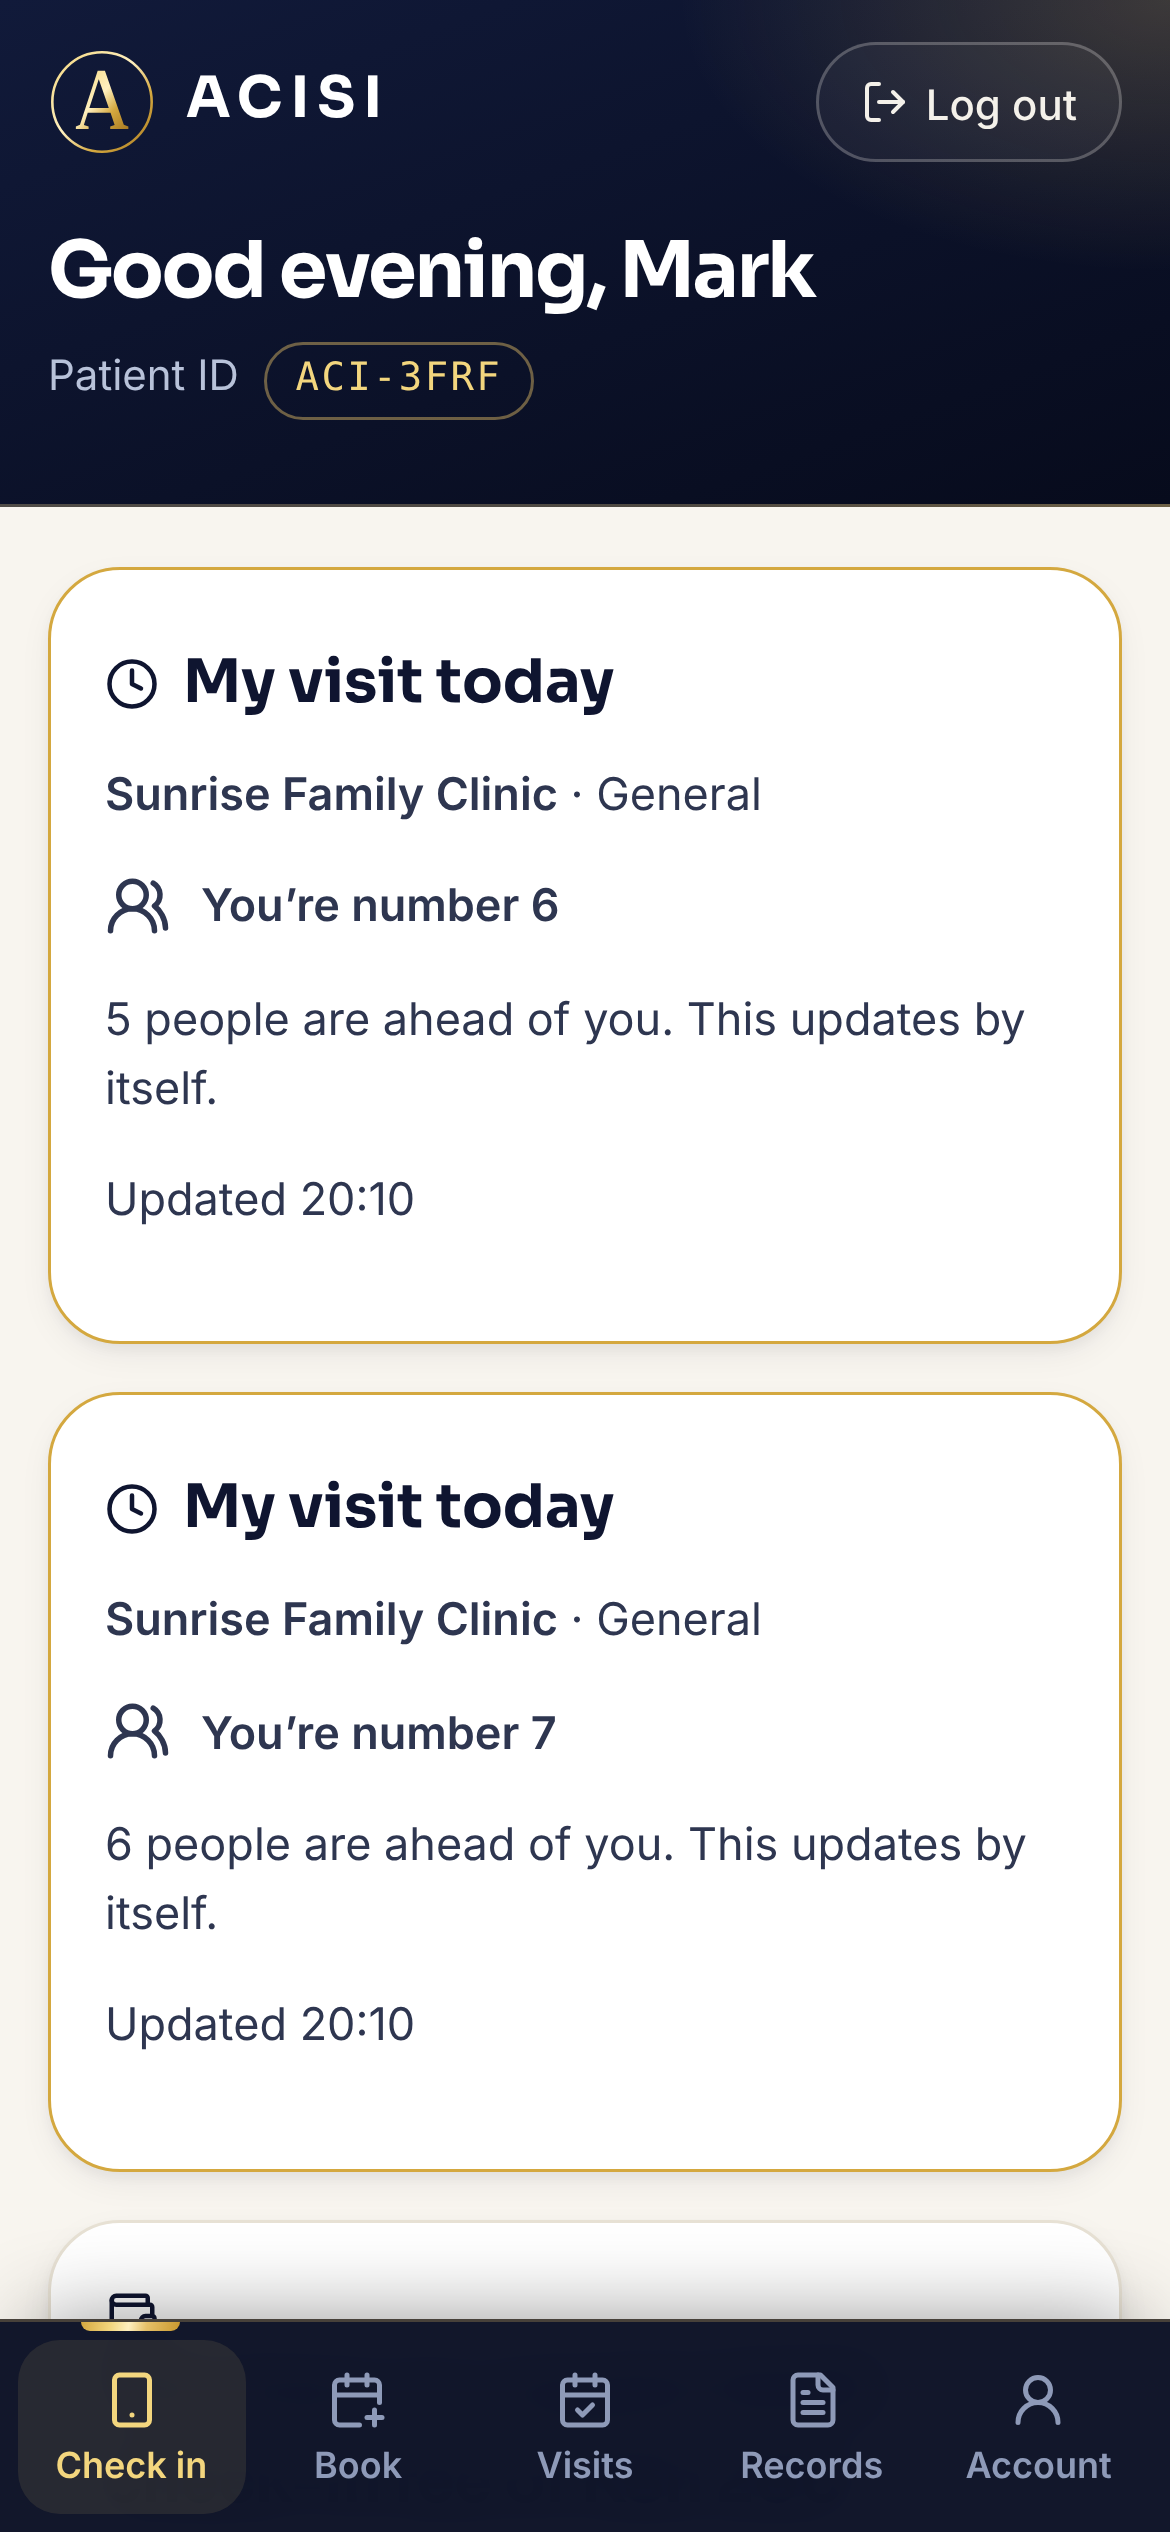 A ACISI
Log out
Good evening, Mark
Patient ID ACI-3FRF
My visit today
Sunrise Family Clinic · General
You’re number 6
5 people are ahead of you. This updates by
itself.
Updated 20:10
My visit today
Sunrise Family Clinic · General
You’re number 7
6 people are ahead of you. This updates by
itself.
Updated 20:10
Check in
Book
Visits
Records
Account